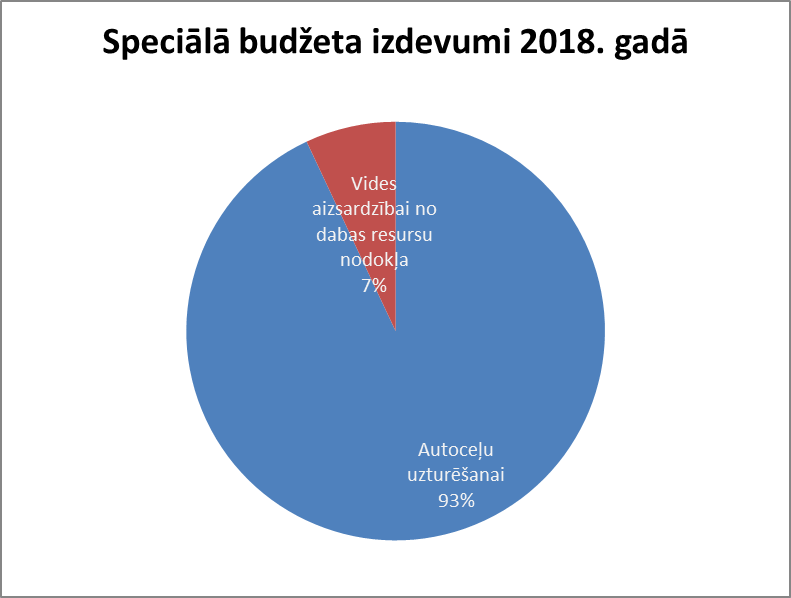 Speciālā budžeta izdevumi 2018. gadā
Vides
aizsardzībai no
dabas resursu
nodokļa
7%
Autoceļu
uzturēšanai
93%